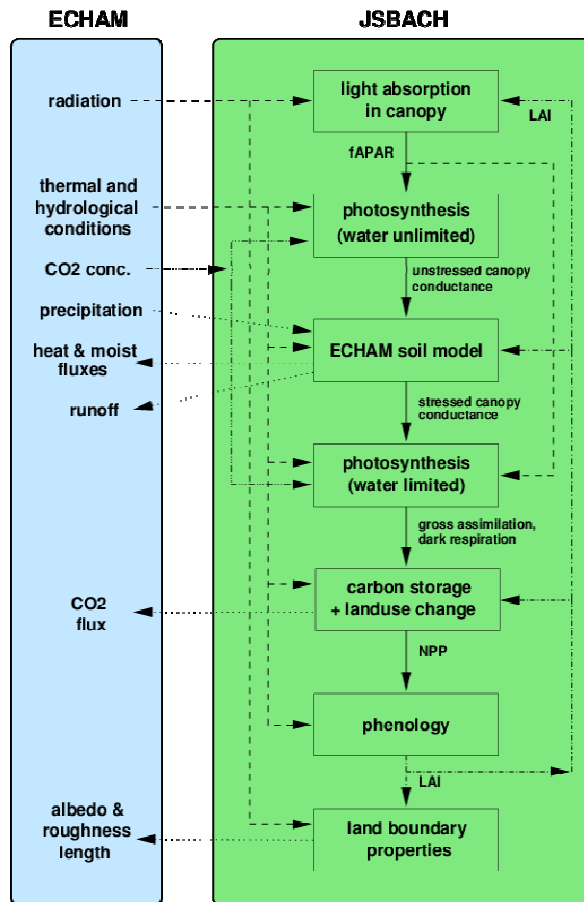 ECHAM
JSBACH
radiation
light absorption
in canopy
LAI
fAPAR
thermal and
hydrological
conditions
photosynthesis
(water unlimited)
CO2 conc.
unstressed canopy
conductance
precipitation
ECHAM soil model
heat & moist
fluxes
runoff
stressed canopy
conductance
photosynthesis
(water limited)
gross assimilation,
dark respiration
CO2
flux
carbon storage
+ landuse change
NPP
phenology
LAI
albedo &
roughness
length
land boundary
properties